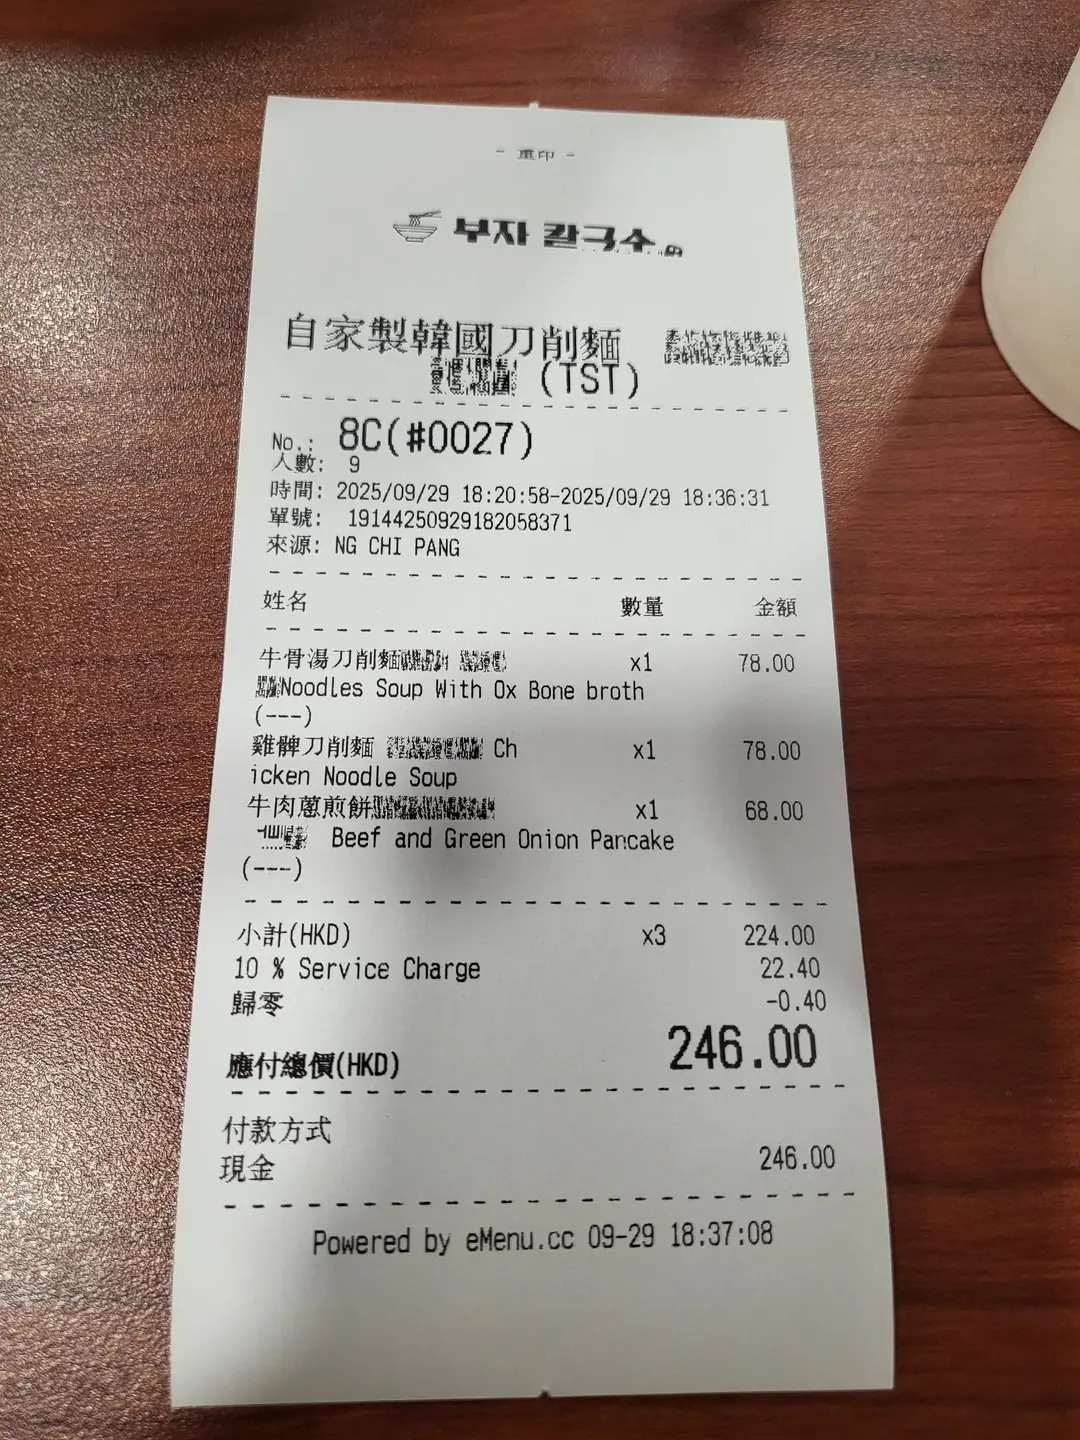 - 重印 -
부자 칼국수
自家製韓國刀削麵
(TST)
No.: 8C(#0027)
人數: 9
時間: 2025/09/29 18:20:58-2025/09/29 18:36:31
單號: 19144250929182058371
來源: NG CHI PANG
姓名 數量 金額
牛骨湯刀削麵 x1 78.00
Noodles Soup With Ox Bone broth
(---)
雞髀刀削麵 Ch x1 78.00
icken Noodle Soup
牛肉蔥煎餅 x1 68.00
Beef and Green Onion Pancake
(---)
小計(HKD) x3 224.00
10 % Service Charge 22.40
歸零 -0.40
應付總價(HKD) 246.00
付款方式
現金 246.00
Powered by eMenu.cc 09-29 18:37:08